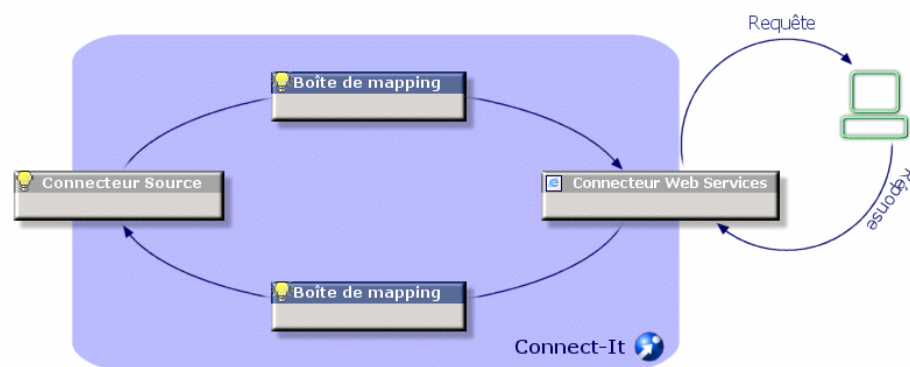 Requête
Boîte de mapping
Connecteur Source
Connecteur Web Services
Réponse
Boîte de mapping
Connect-It